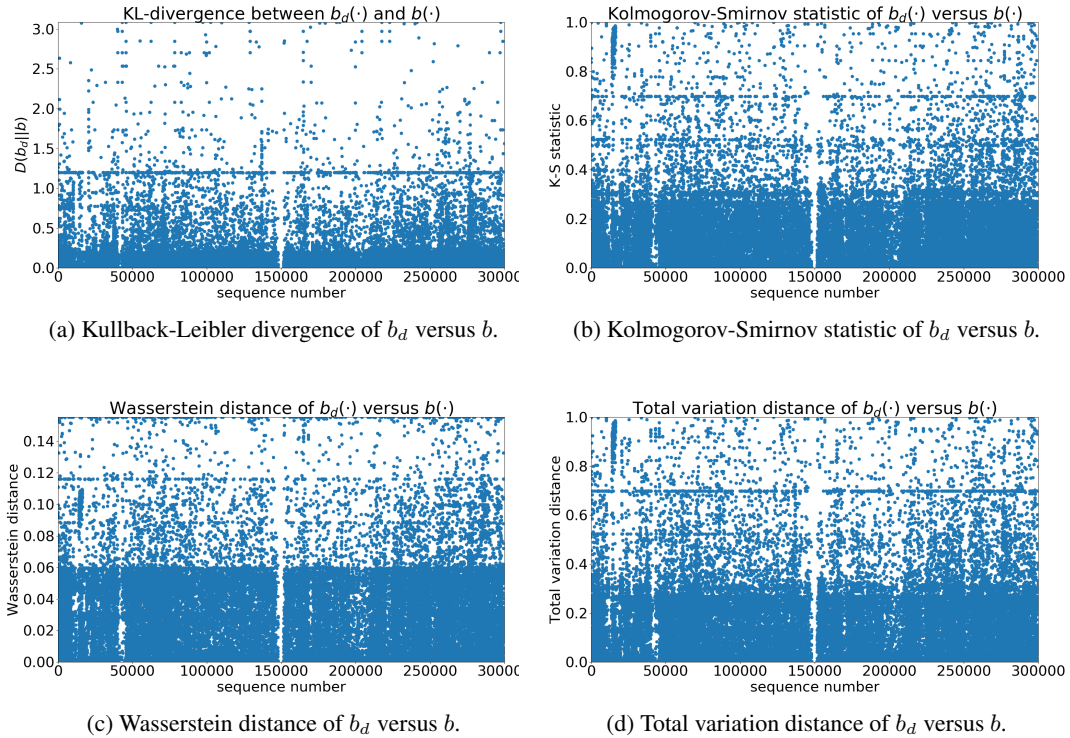 KL-divergence between b_d(·) and b(·)
D(b_d||b)
3.0
2.5
2.0
1.5
1.0
0.5
0.0
0 50000 100000 150000 200000 250000 30000
sequence number
(a) Kullback-Leibler divergence of b_d versus b.
Kolmogorov-Smirnov statistic of b_d(·) versus b(·)
K-S statistic
1.0
0.8
0.6
0.4
0.2
0.0
0 50000 100000 150000 200000 250000 300000
sequence number
(b) Kolmogorov-Smirnov statistic of b_d versus b.
Wasserstein distance of b_d(·) versus b(·)
Wasserstein distance
0.14
0.12
0.10
0.08
0.06
0.04
0.02
0.00
0 50000 100000 150000 200000 250000 30000
sequence number
(c) Wasserstein distance of b_d versus b.
Total variation distance of b_d(·) versus b(·)
Total variation distance
1.0
0.8
0.6
0.4
0.2
0.0
0 50000 100000 150000 200000 250000 300000
sequence number
(d) Total variation distance of b_d versus b.